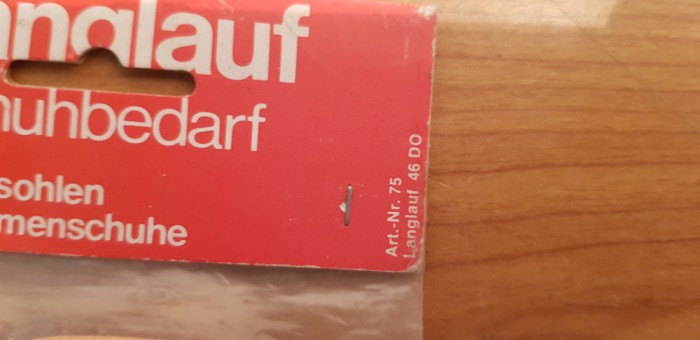 anglauf
huhbedarf
sohlen
menschuhe
Art.-Nr. 75
Langlauf 46 DO